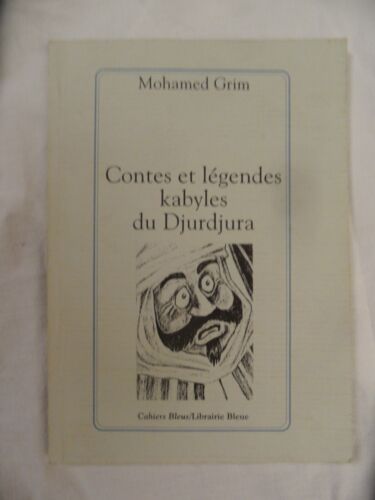 Mohamed Grim
Contes et légendes
kabyles
du Djurdjura
Cahiers Bleus/Librairie Bleue